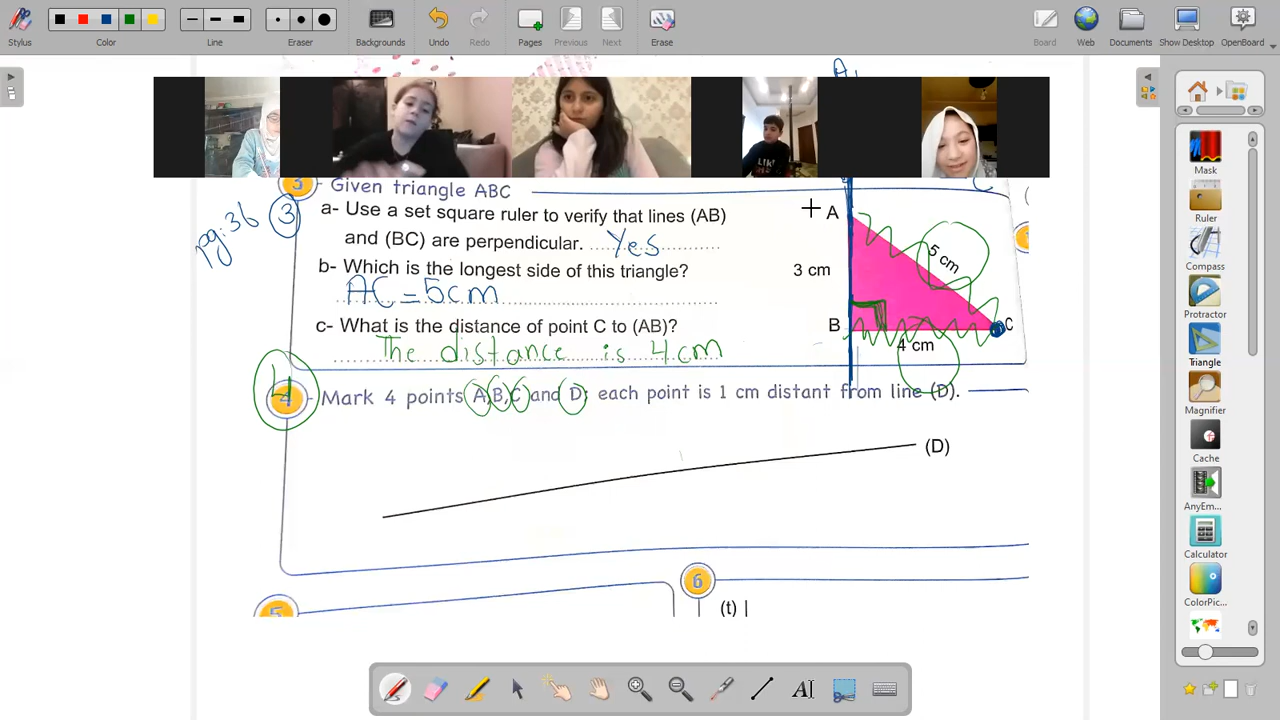 Stylus
Color
Line
Eraser
Backgrounds
Undo
Redo
Pages
Previous
Next
Erase
Board
Web
Documents
Show Desktop
OpenBoard
A
LIKE
pg:36
3
3 - Given triangle ABC
a- Use a set square ruler to verify that lines (AB)
and (BC) are perpendicular. Yes
b- Which is the longest side of this triangle?
AC = 5cm
c- What is the distance of point C to (AB)?
The distance is 4 cm
A
5 cm
3 cm
B
C
4 cm
4 - Mark 4 points A, B, C and D; each point is 1 cm distant from line (D).
(D)
5
6
(t)
Mask
Ruler
Compass
Protractor
Triangle
Magnifier
Cache
AnyEm...
Calculator
ColorPic...